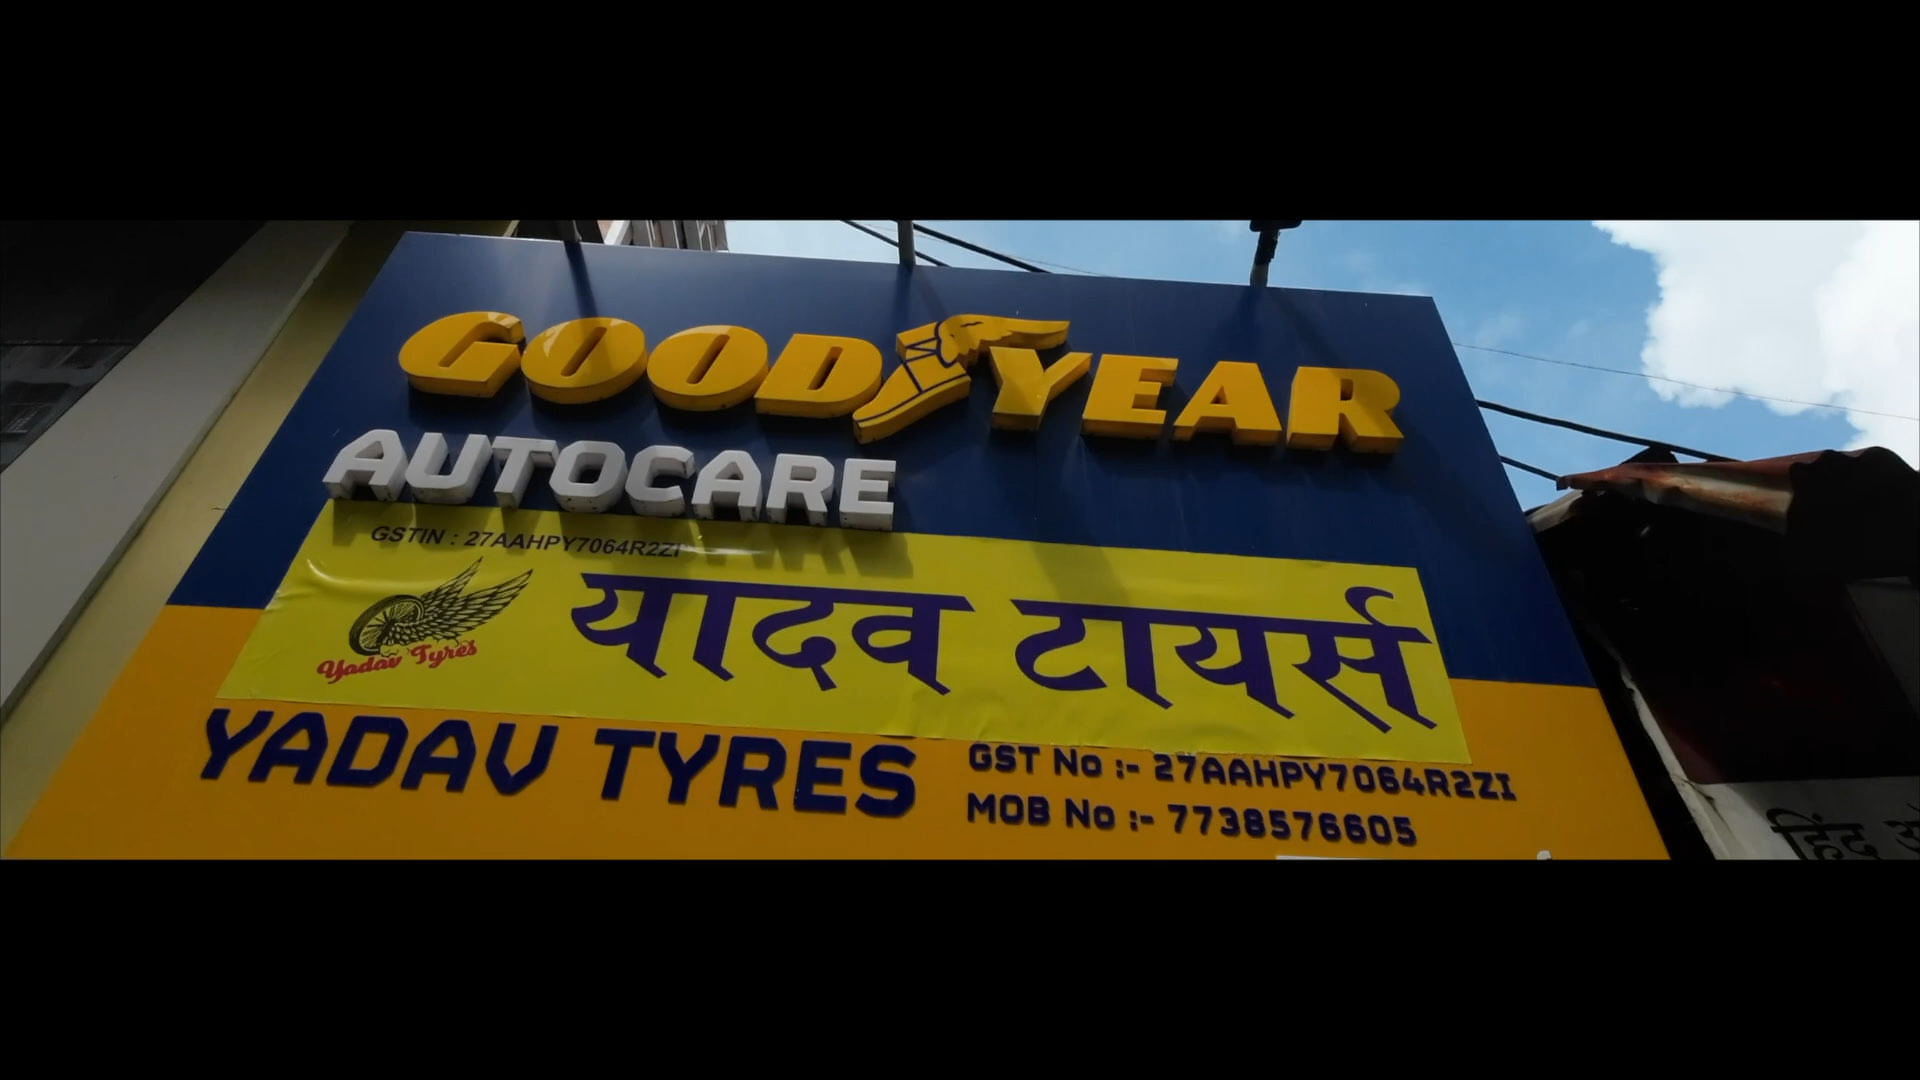 GOODYEAR
AUTOCARE
GSTIN : 27AAHPY7064R2ZI
Yadav Tyres
यादव टायर्स
YADAV TYRES
GST No :- 27AAHPY7064R2ZI
MOB No :- 7738576605
हिंद